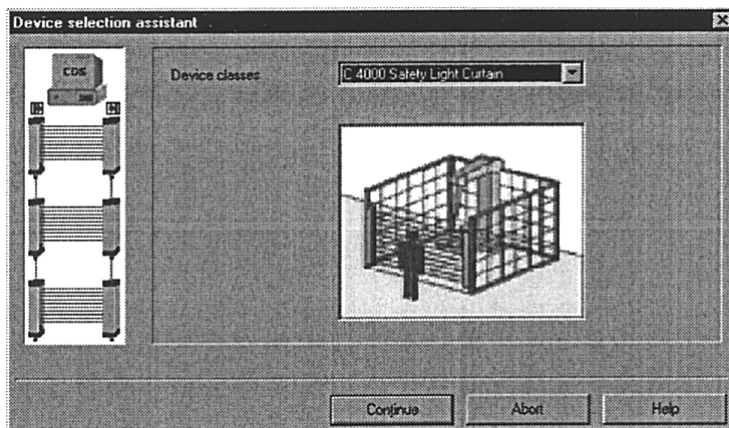 Device selection assistant
CDS
Device classes
C 4000 Safety Light Curtain
Continue
Abort
Help